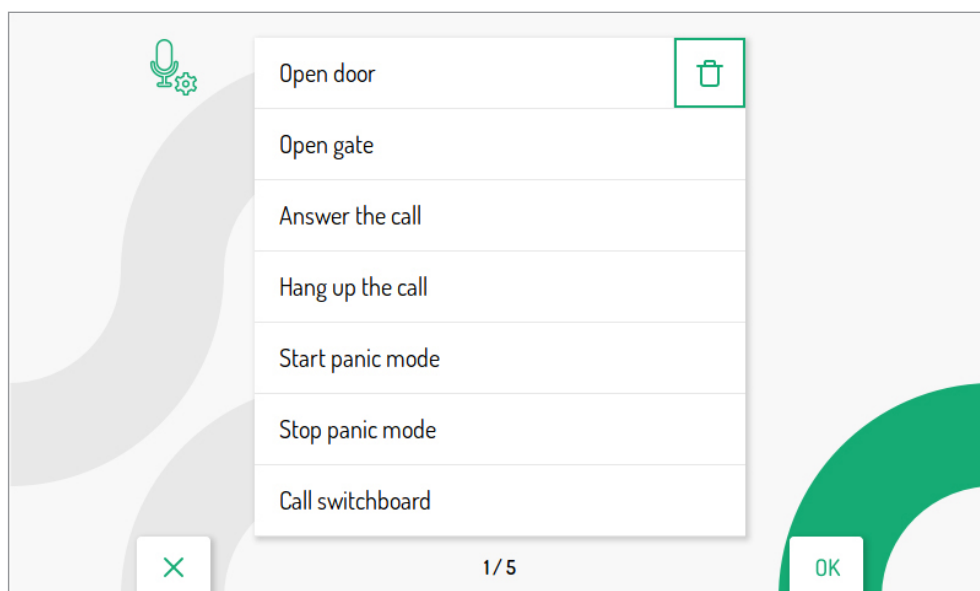 Open door
Open gate
Answer the call
Hang up the call
Start panic mode
Stop panic mode
Call switchboard
1/5
OK